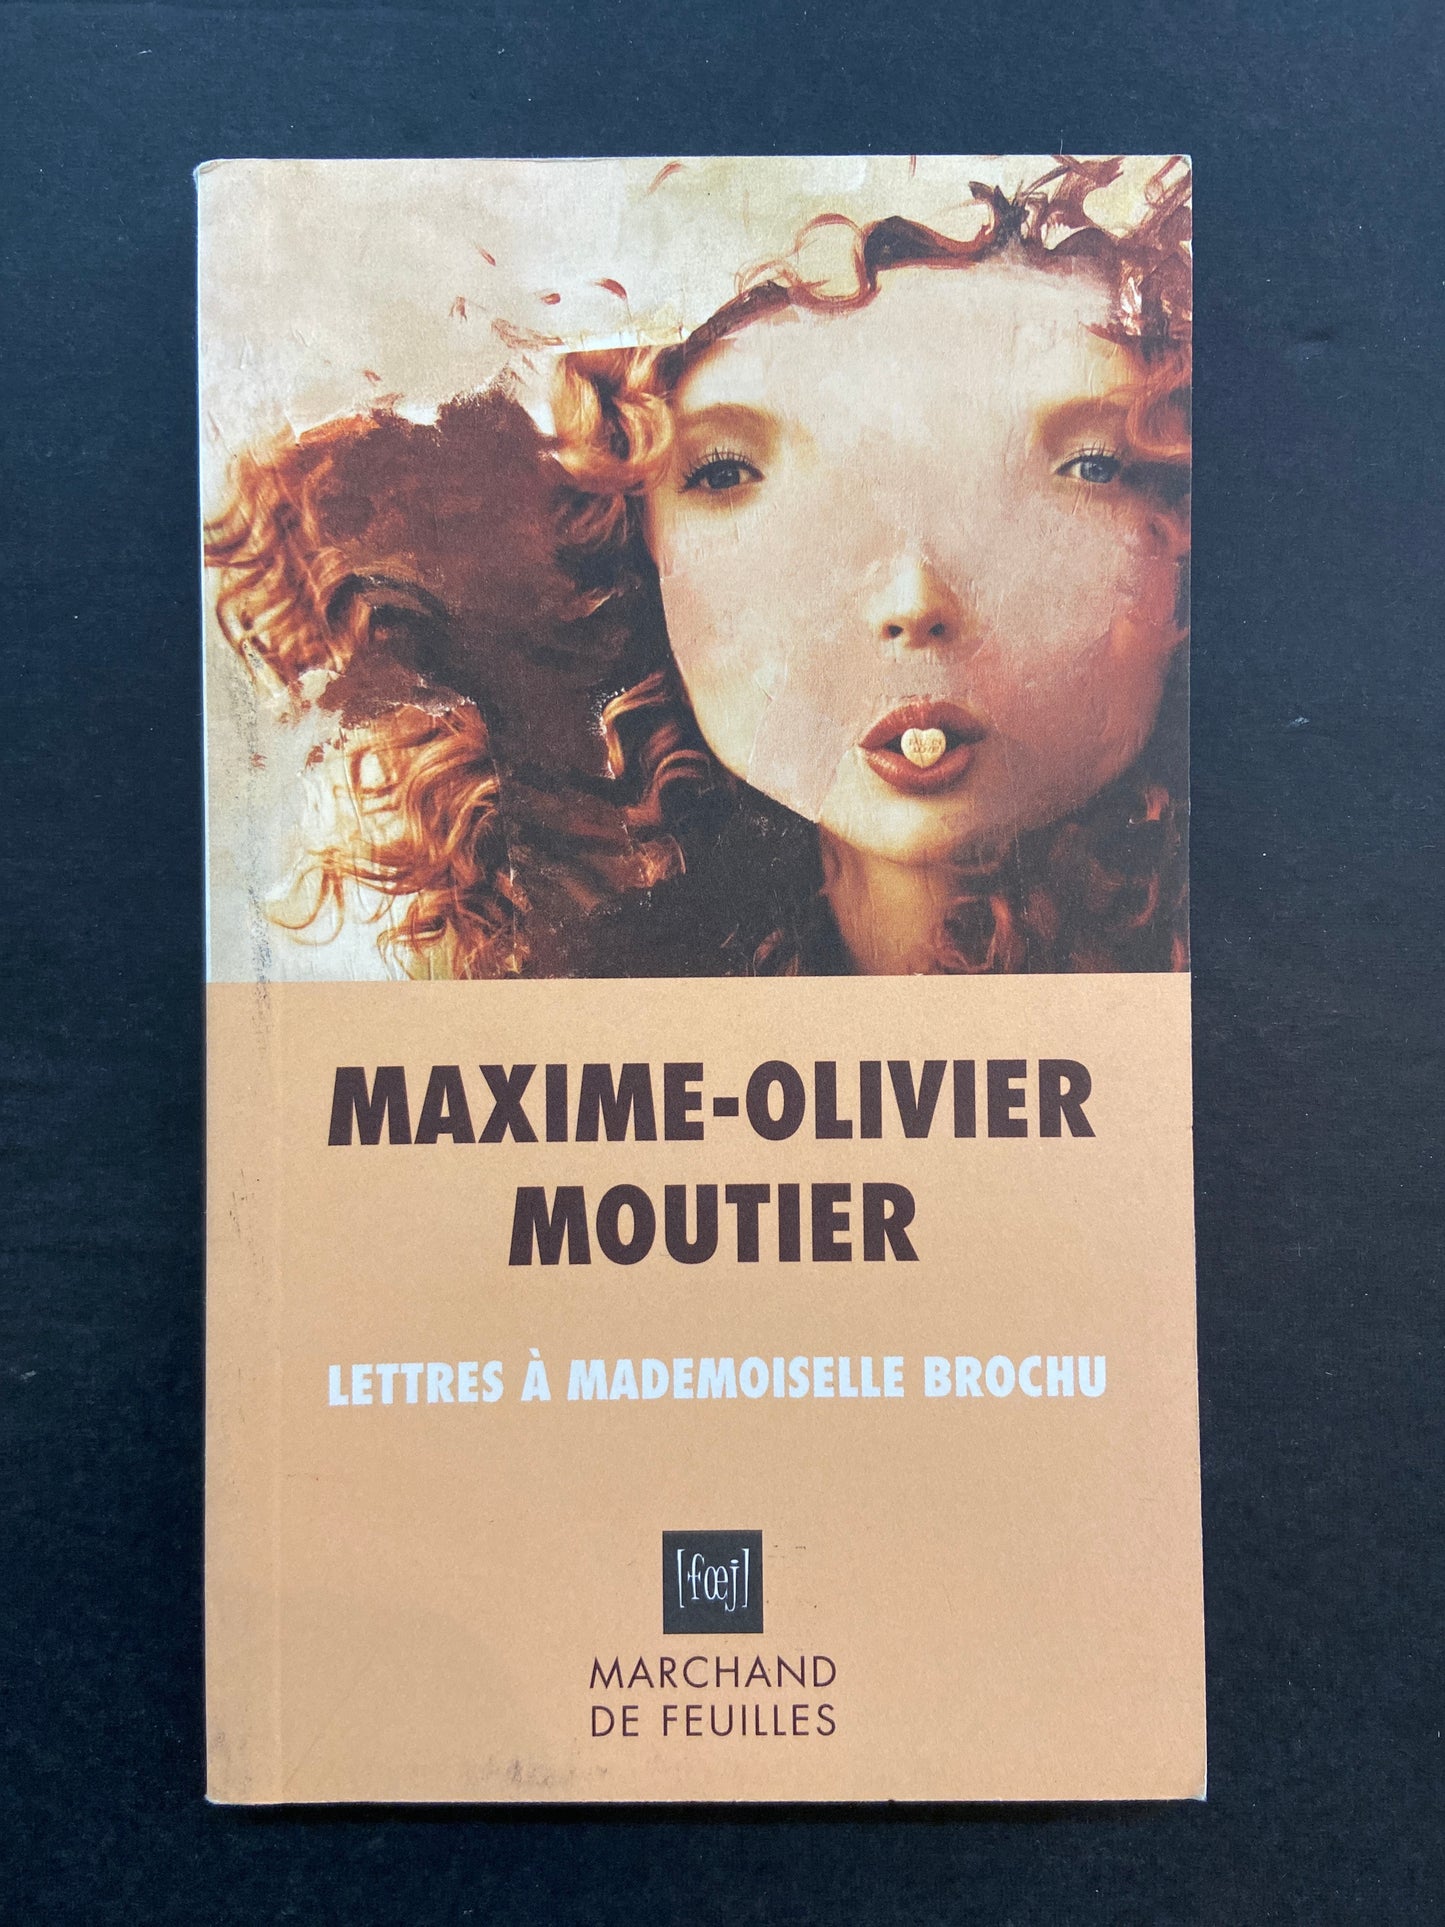 MAXIME-OLIVIER
MOUTIER
LETTRES À MADEMOISELLE BROCHU
[fœj]
MARCHAND
DE FEUILLES